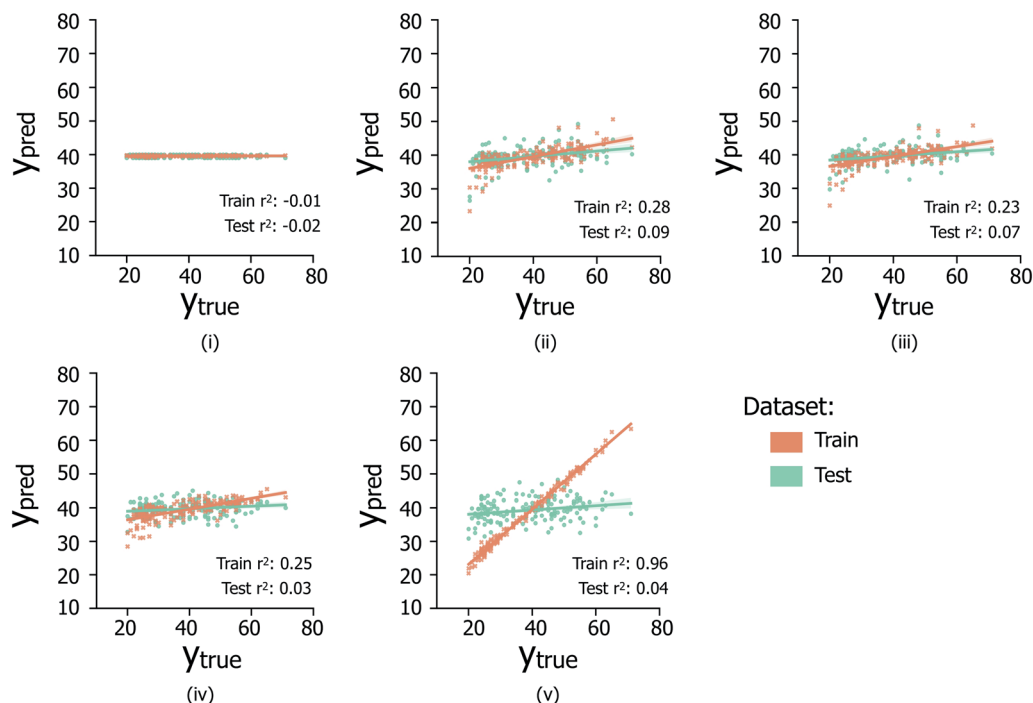 80
70
60
50
40
30
20
10
ypred
20 40 60 80
ytrue
Train r²: -0.01
Test r²: -0.02
(i)
80
70
60
50
40
30
20
10
ypred
20 40 60 80
ytrue
Train r²: 0.28
Test r²: 0.09
(ii)
80
70
60
50
40
30
20
10
ypred
20 40 60 80
ytrue
Train r²: 0.23
Test r²: 0.07
(iii)
80
70
60
50
40
30
20
10
ypred
20 40 60 80
ytrue
Train r²: 0.25
Test r²: 0.03
(iv)
80
70
60
50
40
30
20
10
ypred
20 40 60 80
ytrue
Train r²: 0.96
Test r²: 0.04
(v)
Dataset:
Train
Test